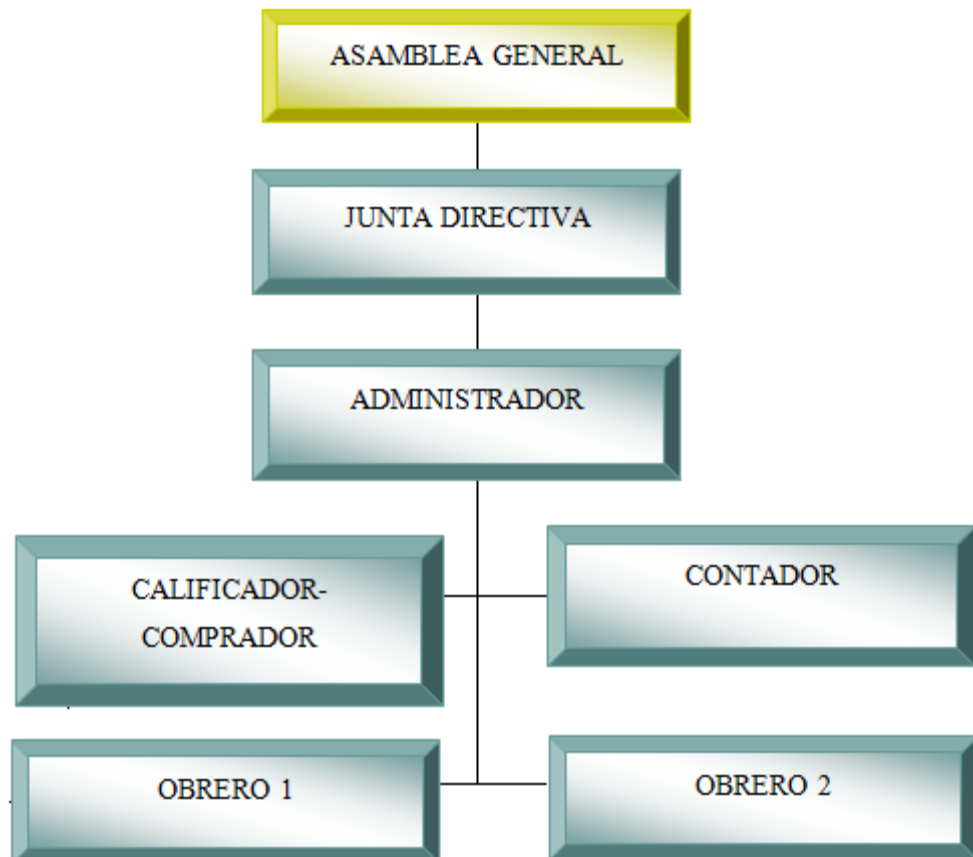 ASAMBLEA GENERAL
JUNTA DIRECTIVA
ADMINISTRADOR
CALIFICADOR-
COMPRADOR
CONTADOR
OBRERO 1
OBRERO 2